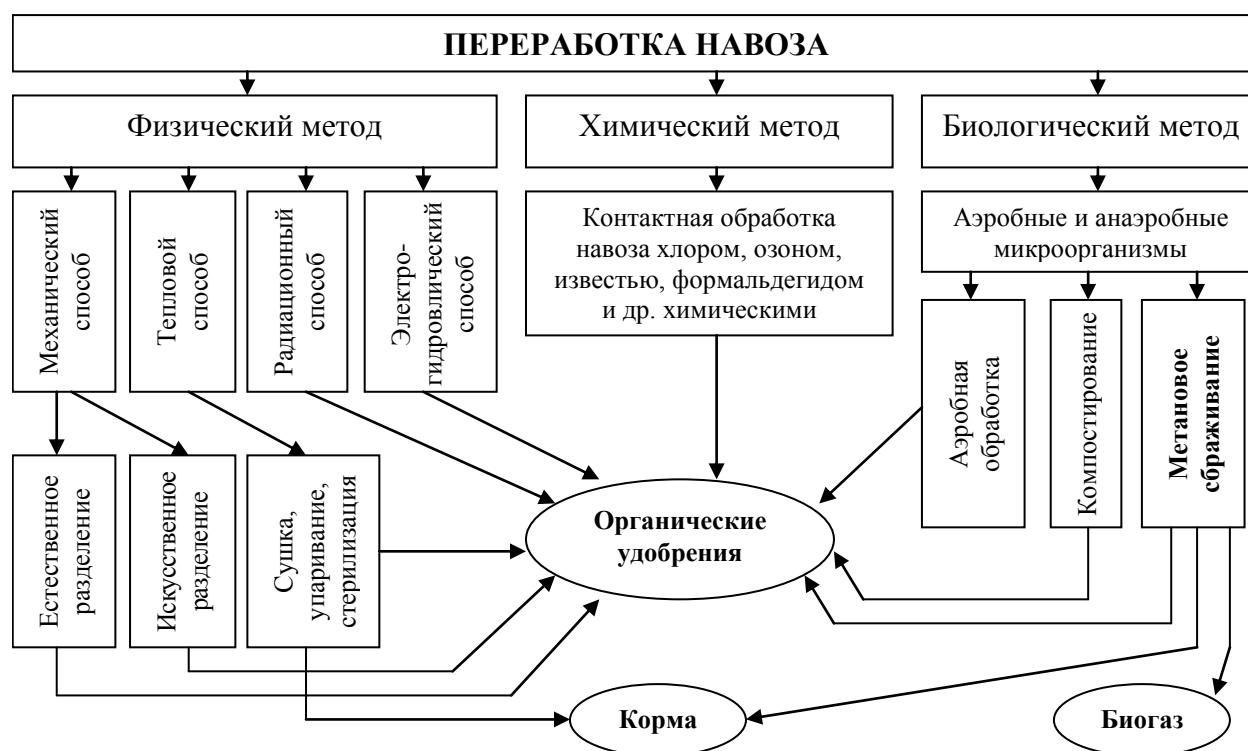 ПЕРЕРАБОТКА НАВОЗА
Физический метод
Химический метод
Биологический метод
Механический
способ
Тепловой
способ
Радиационный
способ
Электро-
гидровлический
способ
Контактная обработка
навоза хлором, озоном,
известью, формальдегидом
и др. химическими
Аэробные и анаэробные
микроорганизмы
Аэробная
обработка
Компостирование
Метановое
сбраживание
Естественное
разделение
Искусственное
разделение
Сушка,
упаривание,
стерилизация
Органические
удобрения
Корма
Биогаз